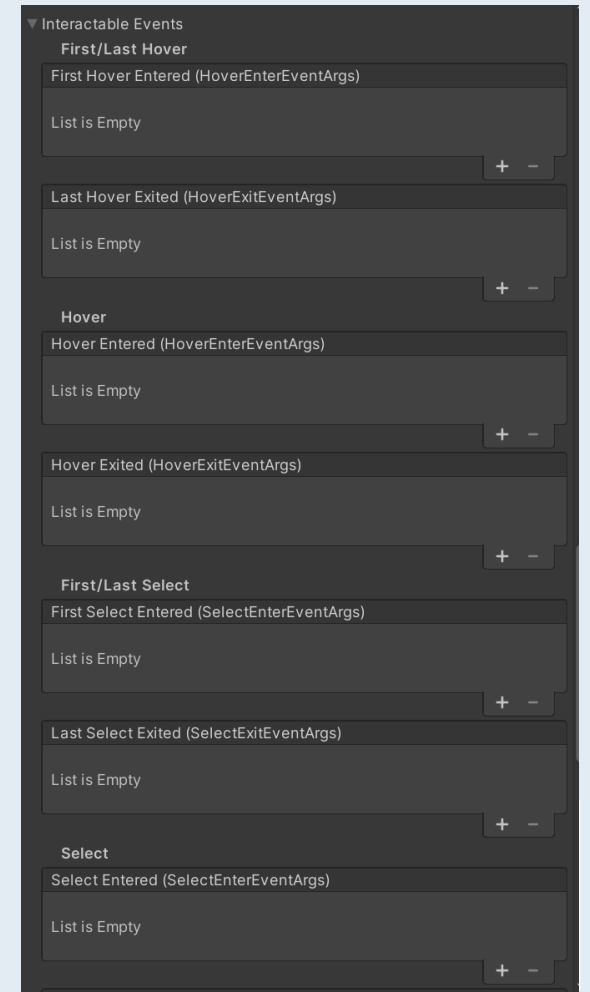 Interactable Events
First/Last Hover
First Hover Entered (HoverEnterEventArgs)
List is Empty
+ −
Last Hover Exited (HoverExitEventArgs)
List is Empty
+ −
Hover
Hover Entered (HoverEnterEventArgs)
List is Empty
+ −
Hover Exited (HoverExitEventArgs)
List is Empty
+ −
First/Last Select
First Select Entered (SelectEnterEventArgs)
List is Empty
+ −
Last Select Exited (SelectExitEventArgs)
List is Empty
+ −
Select
Select Entered (SelectEnterEventArgs)
List is Empty
+ −